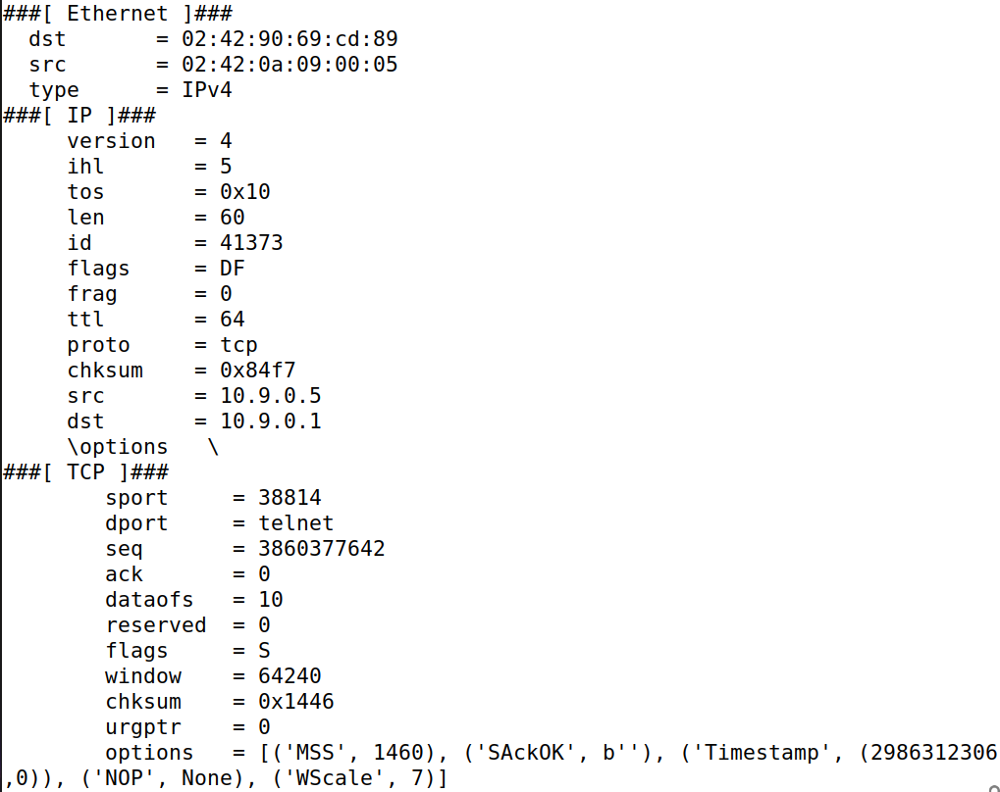 ###[ Ethernet ]###
  dst       = 02:42:90:69:cd:89
  src       = 02:42:0a:09:00:05
  type      = IPv4
###[ IP ]###
     version   = 4
     ihl       = 5
     tos       = 0x10
     len       = 60
     id        = 41373
     flags     = DF
     frag      = 0
     ttl       = 64
     proto     = tcp
     chksum    = 0x84f7
     src       = 10.9.0.5
     dst       = 10.9.0.1
     \options   \
###[ TCP ]###
        sport     = 38814
        dport     = telnet
        seq       = 3860377642
        ack       = 0
        dataofs   = 10
        reserved  = 0
        flags     = S
        window    = 64240
        chksum    = 0x1446
        urgptr    = 0
        options   = [('MSS', 1460), ('SAckOK', b''), ('Timestamp', (2986312306
,0)), ('NOP', None), ('WScale', 7)]